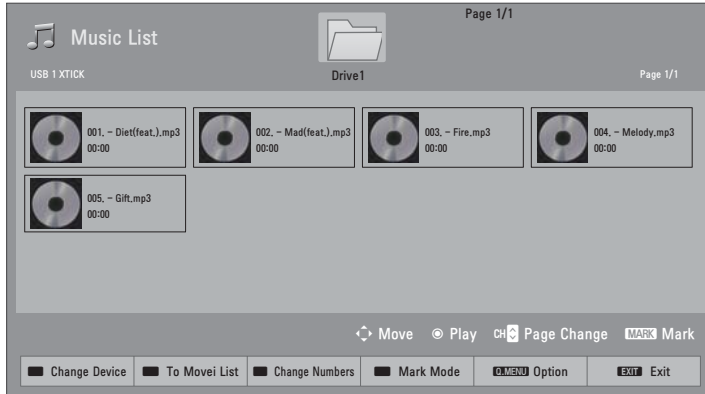 Page 1/1
Music List
USB 1 XTICK
Drive1
Page 1/1
001. - Diet(feat.).mp3
00:00
002. - Mad(feat.).mp3
00:00
003. - Fire.mp3
00:00
004. - Melody.mp3
00:00
005. - Gift.mp3
00:00
Move Play CH Page Change MARK Mark
Change Device To Movei List Change Numbers Mark Mode Q.MENU Option EXIT Exit